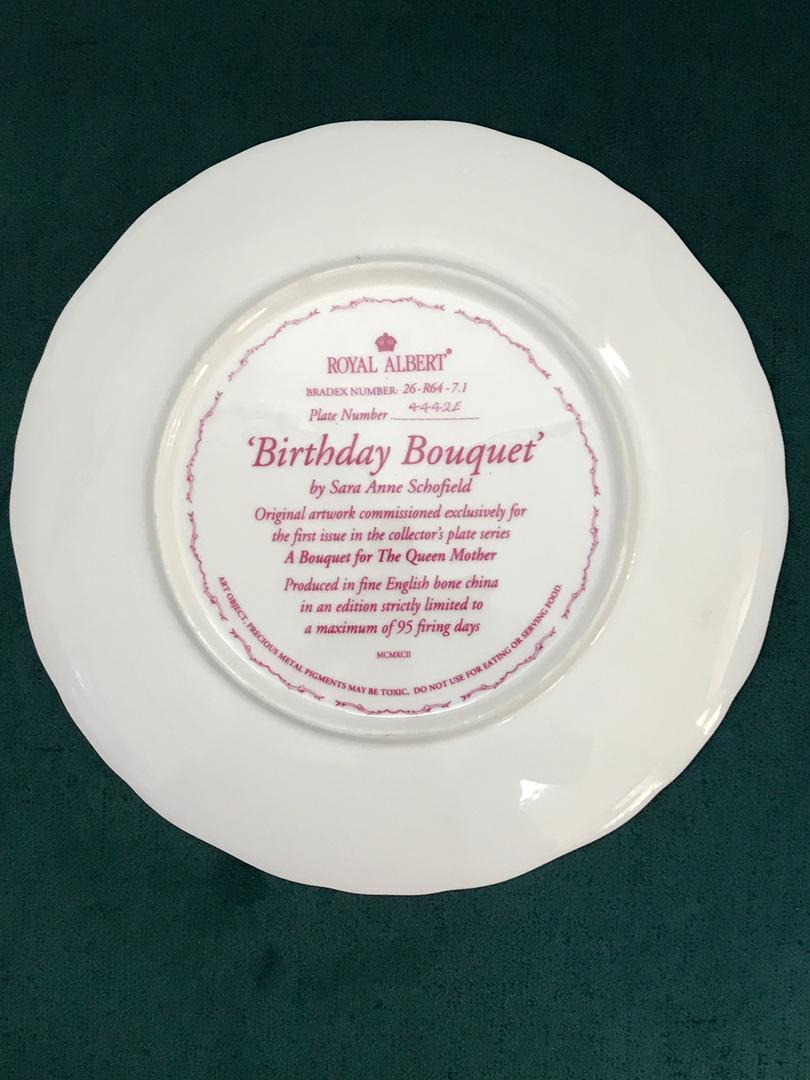 ROYAL ALBERT®
BRADEX NUMBER: 26-R64-7.1
Plate Number 4442E
'Birthday Bouquet'
by Sara Anne Schofield
Original artwork commissioned exclusively for
the first issue in the collector's plate series
A Bouquet for The Queen Mother
Produced in fine English bone china
in an edition strictly limited to
a maximum of 95 firing days
MCMXCII
ART OBJECT. PRECIOUS METAL PIGMENTS MAY BE TOXIC. DO NOT USE FOR EATING OR SERVING FOOD.